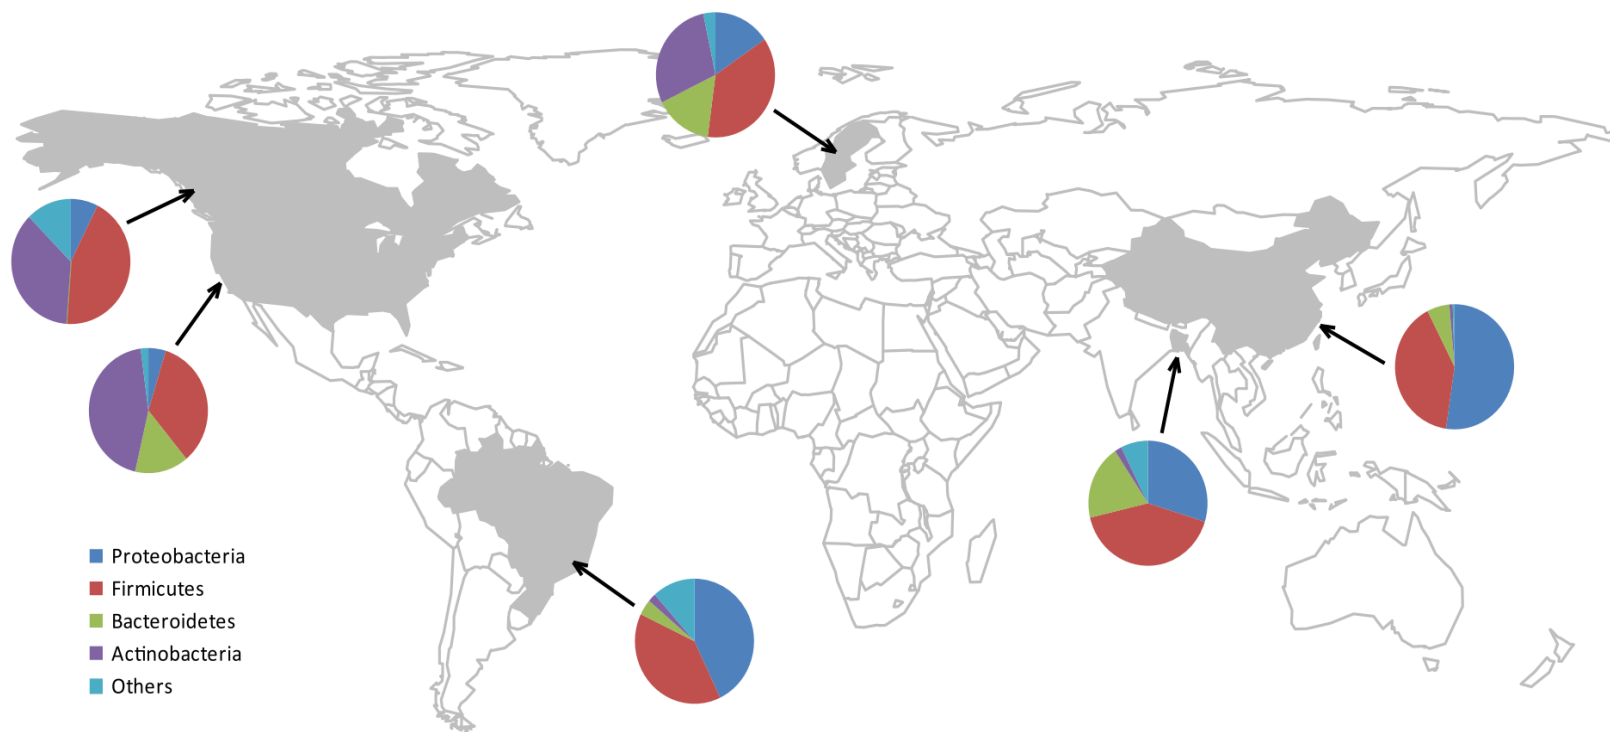 Proteobacteria
Firmicutes
Bacteroidetes
Actinobacteria
Others